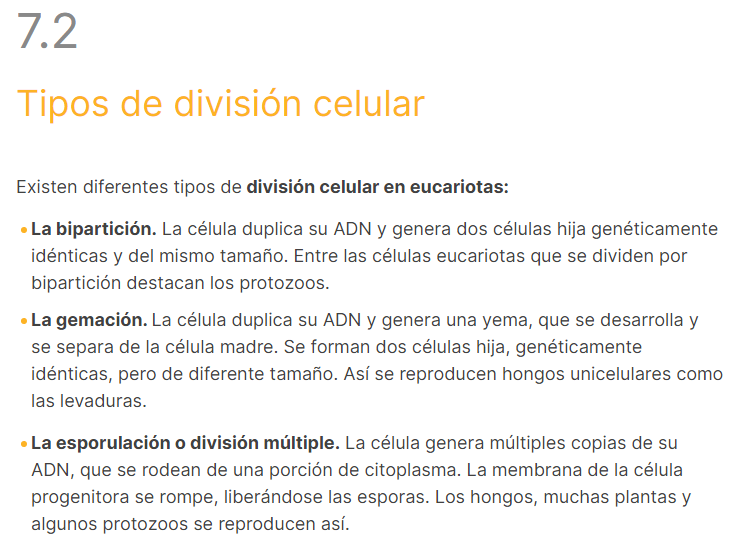 7.2
Tipos de división celular
Existen diferentes tipos de división celular en eucariotas:
• La bipartición. La célula duplica su ADN y genera dos células hija genéticamente
idénticas y del mismo tamaño. Entre las células eucariotas que se dividen por
bipartición destacan los protozoos.
• La gemación. La célula duplica su ADN y genera una yema, que se desarrolla y
se separa de la célula madre. Se forman dos células hija, genéticamente
idénticas, pero de diferente tamaño. Así se reproducen hongos unicelulares como
las levaduras.
• La esporulación o división múltiple. La célula genera múltiples copias de su
ADN, que se rodean de una porción de citoplasma. La membrana de la célula
progenitora se rompe, liberándose las esporas. Los hongos, muchas plantas y
algunos protozoos se reproducen así.